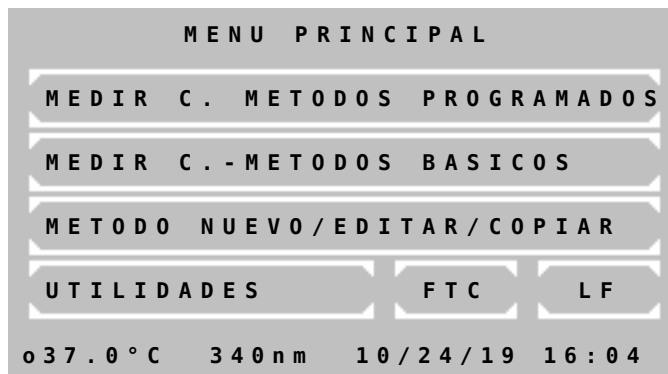 MENU PRINCIPAL
MEDIR C. METODOS PROGRAMADOS
MEDIR C.-METODOS BASICOS
METODO NUEVO/EDITAR/COPIAR
UTILIDADES FTC LF
o37.0°C 340nm 10/24/19 16:04